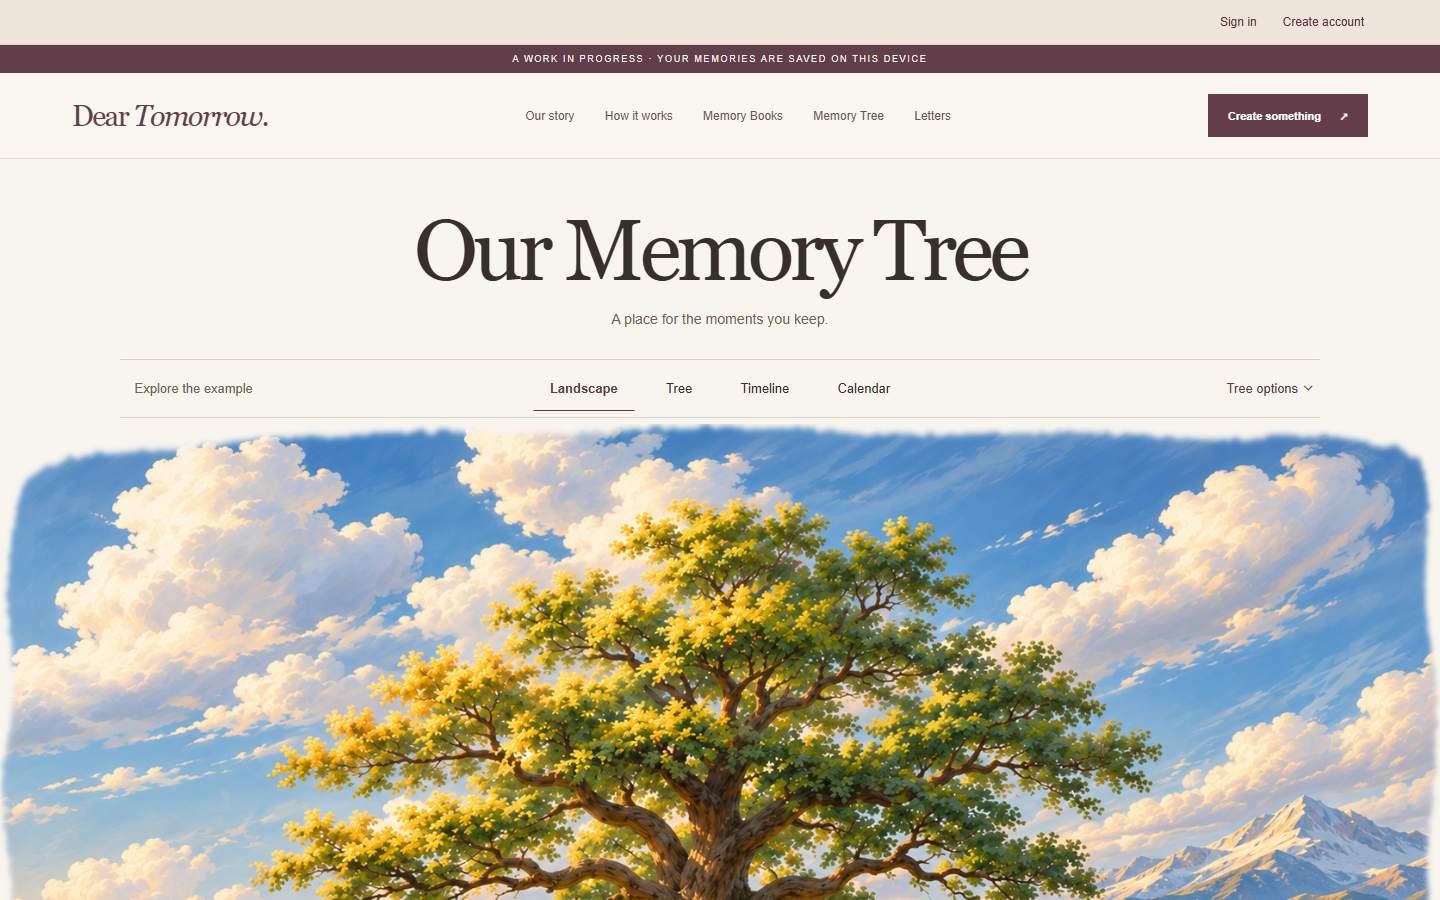 Sign in
Create account
A WORK IN PROGRESS · YOUR MEMORIES ARE SAVED ON THIS DEVICE
Dear Tomorrow.
Our story
How it works
Memory Books
Memory Tree
Letters
Create something ↗
Our Memory Tree
A place for the moments you keep.
Explore the example
Landscape
Tree
Timeline
Calendar
Tree options